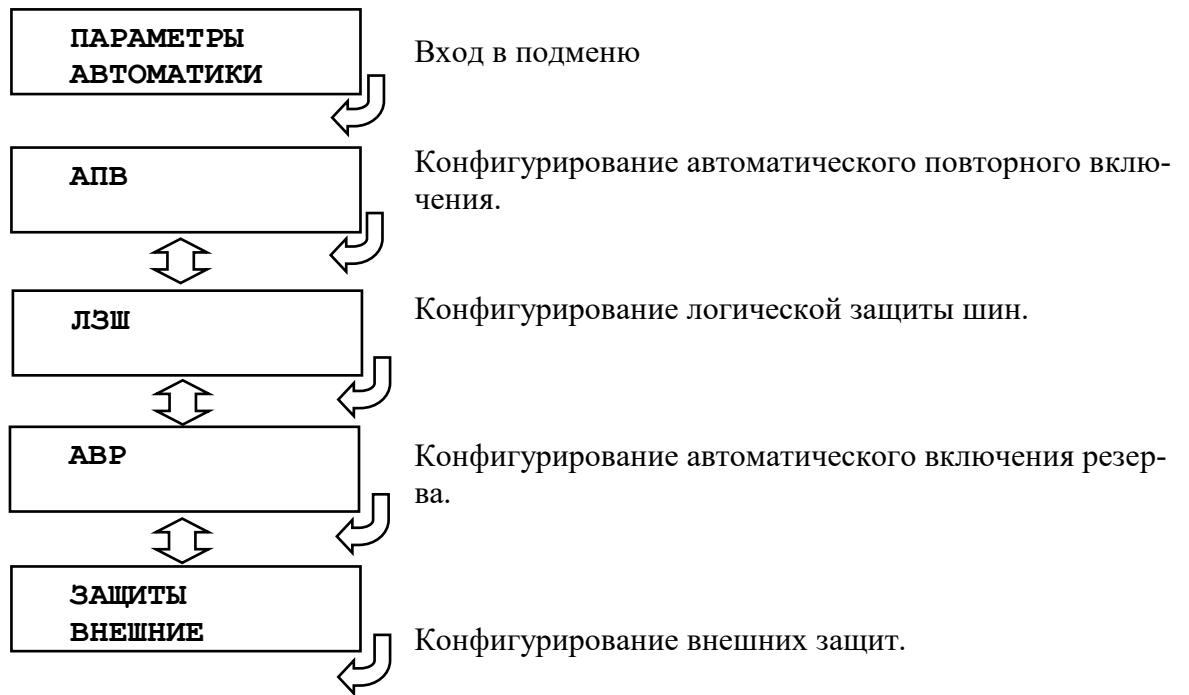 ПАРАМЕТРЫ
АВТОМАТИКИ
Вход в подменю
АПВ
Конфигурирование автоматического повторного вклю-
чения.
ЛЗШ
Конфигурирование логической защиты шин.
АВР
Конфигурирование автоматического включения резер-
ва.
ЗАЩИТЫ
ВНЕШНИЕ
Конфигурирование внешних защит.